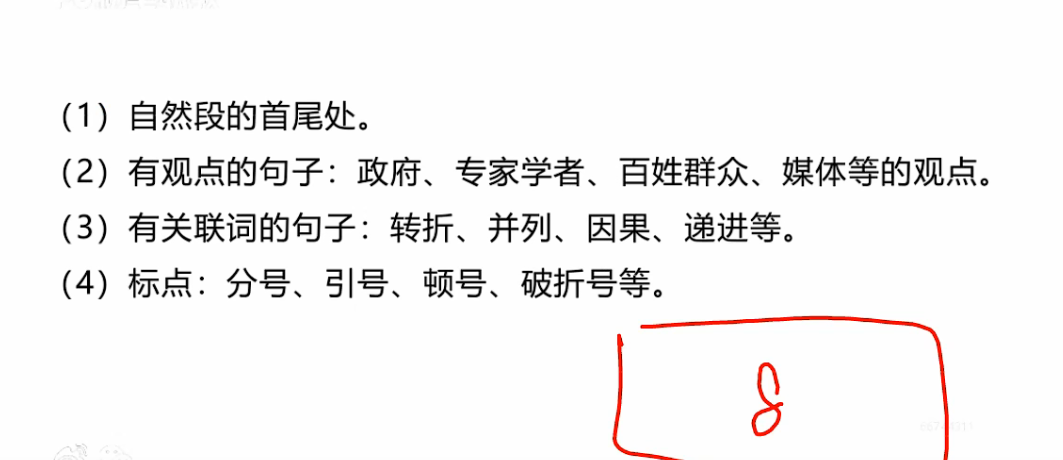 （1）自然段的首尾处。
（2）有观点的句子：政府、专家学者、百姓群众、媒体等的观点。
（3）有关联词的句子：转折、并列、因果、递进等。
（4）标点：分号、引号、顿号、破折号等。
8